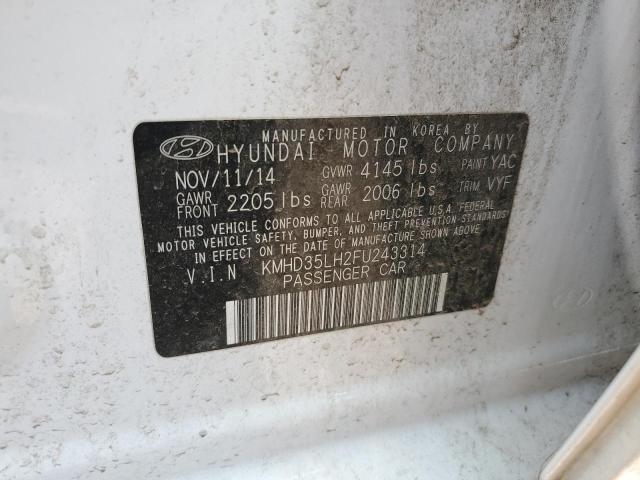 MANUFACTURED IN KOREA BY
HYUNDAI MOTOR COMPANY
NOV/11/14 GVWR 4145 lbs PAINT YAC
GAWR FRONT 2205 lbs GAWR REAR 2006 lbs TRIM VYF
THIS VEHICLE CONFORMS TO ALL APPLICABLE U.S.A. FEDERAL
MOTOR VEHICLE SAFETY, BUMPER, AND THEFT PREVENTION-STANDARDS
IN EFFECT ON THE DATE OF MANUFACTURE SHOWN ABOVE.
V.I.N KMHD35LH2FU243314
PASSENGER CAR